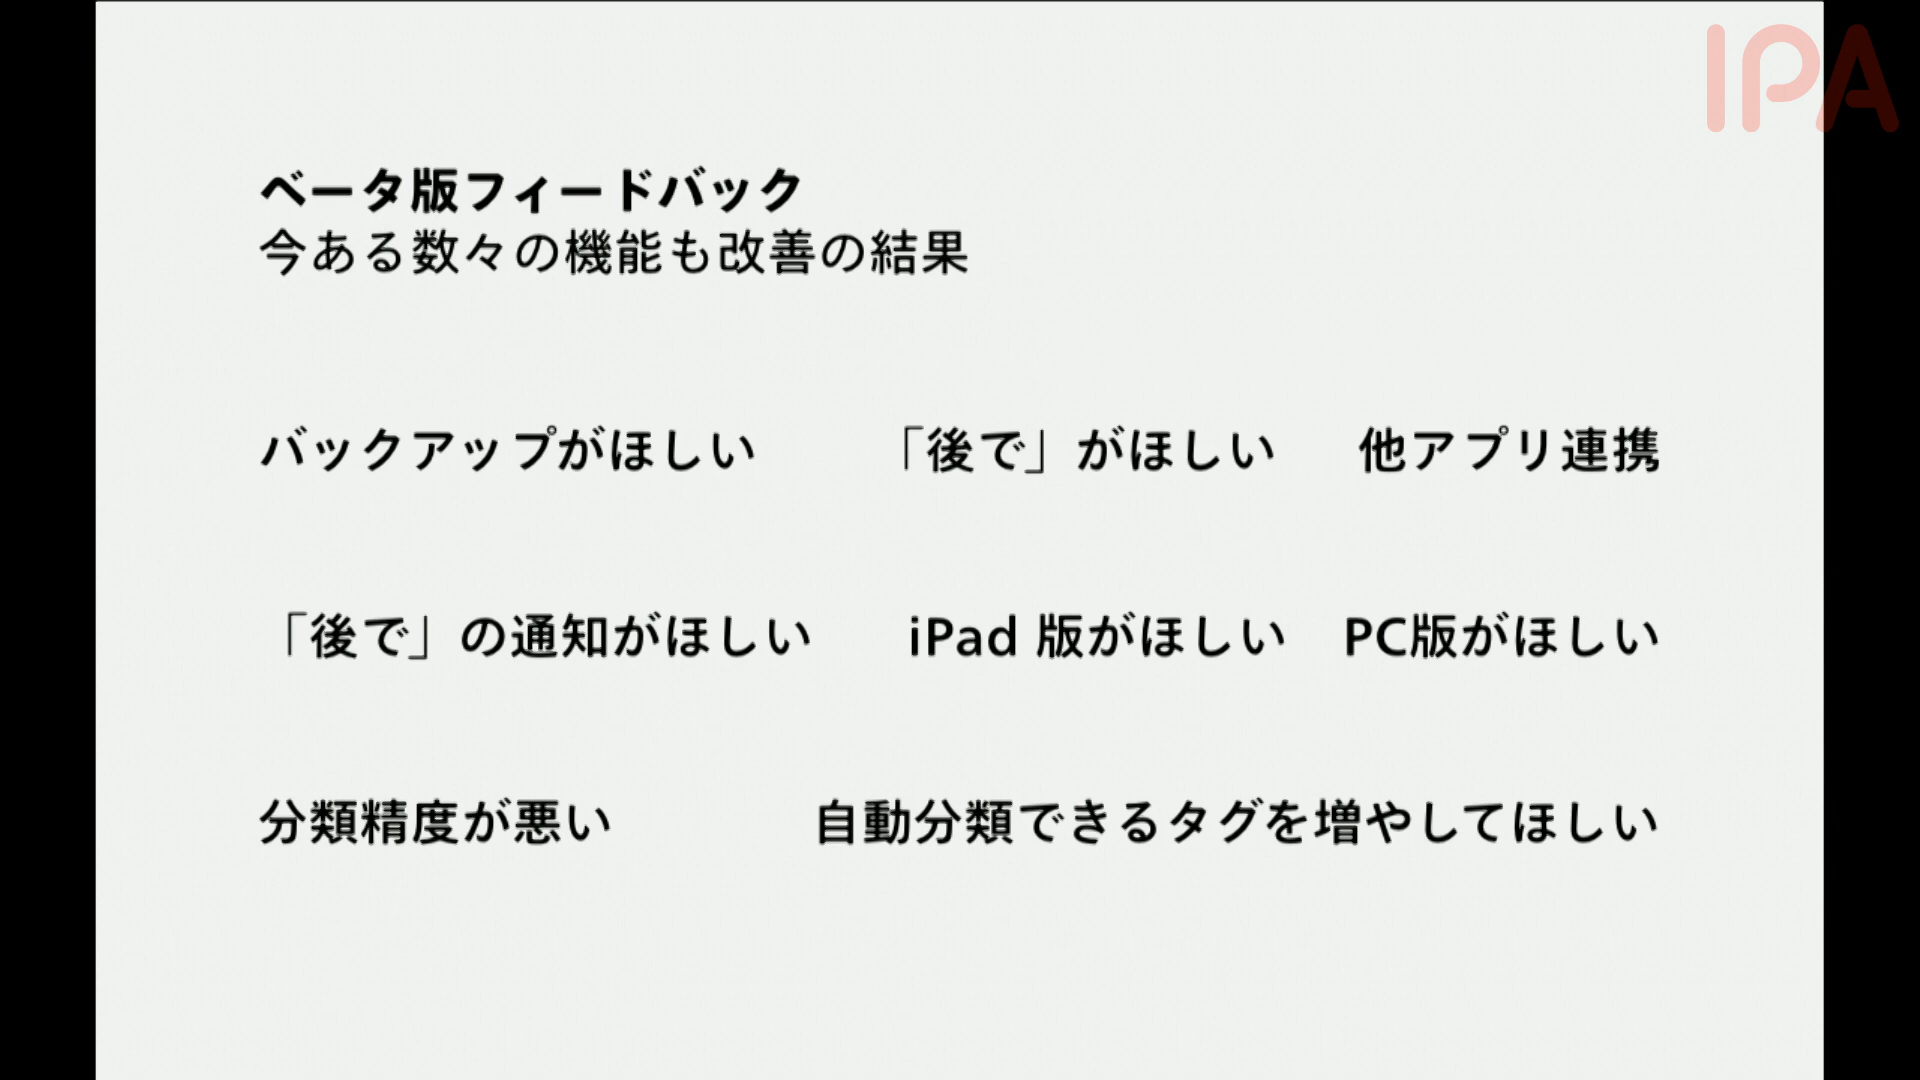 IPA
ベータ版フィードバック
今ある数々の機能も改善の結果
バックアップがほしい 「後で」がほしい 他アプリ連携
「後で」の通知がほしい iPad 版がほしい PC版がほしい
分類精度が悪い 自動分類できるタグを増やしてほしい